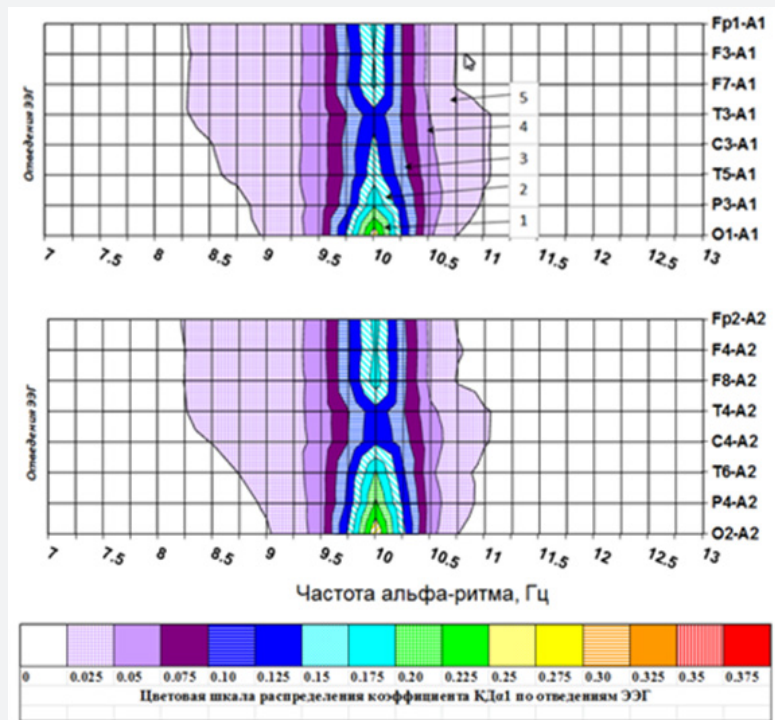 Fp1-A1
F3-A1
F7-A1
T3-A1
C3-A1
T5-A1
P3-A1
O1-A1
5
4
3
2
1
Отведения ЭЭГ
7 7.5 8 8.5 9 9.5 10 10.5 11 11.5 12 12.5 13
Fp2-A2
F4-A2
F8-A2
T4-A2
C4-A2
T6-A2
P4-A2
O2-A2
Отведения ЭЭГ
7 7.5 8 8.5 9 9.5 10 10.5 11 11.5 12 12.5 13
Частота альфа-ритма, Гц
0 0.025 0.05 0.075 0.10 0.125 0.15 0.175 0.20 0.225 0.25 0.275 0.30 0.325 0.35 0.375
Цветовая шкала распределения коэффициента КДα1 по отведениям ЭЭГ